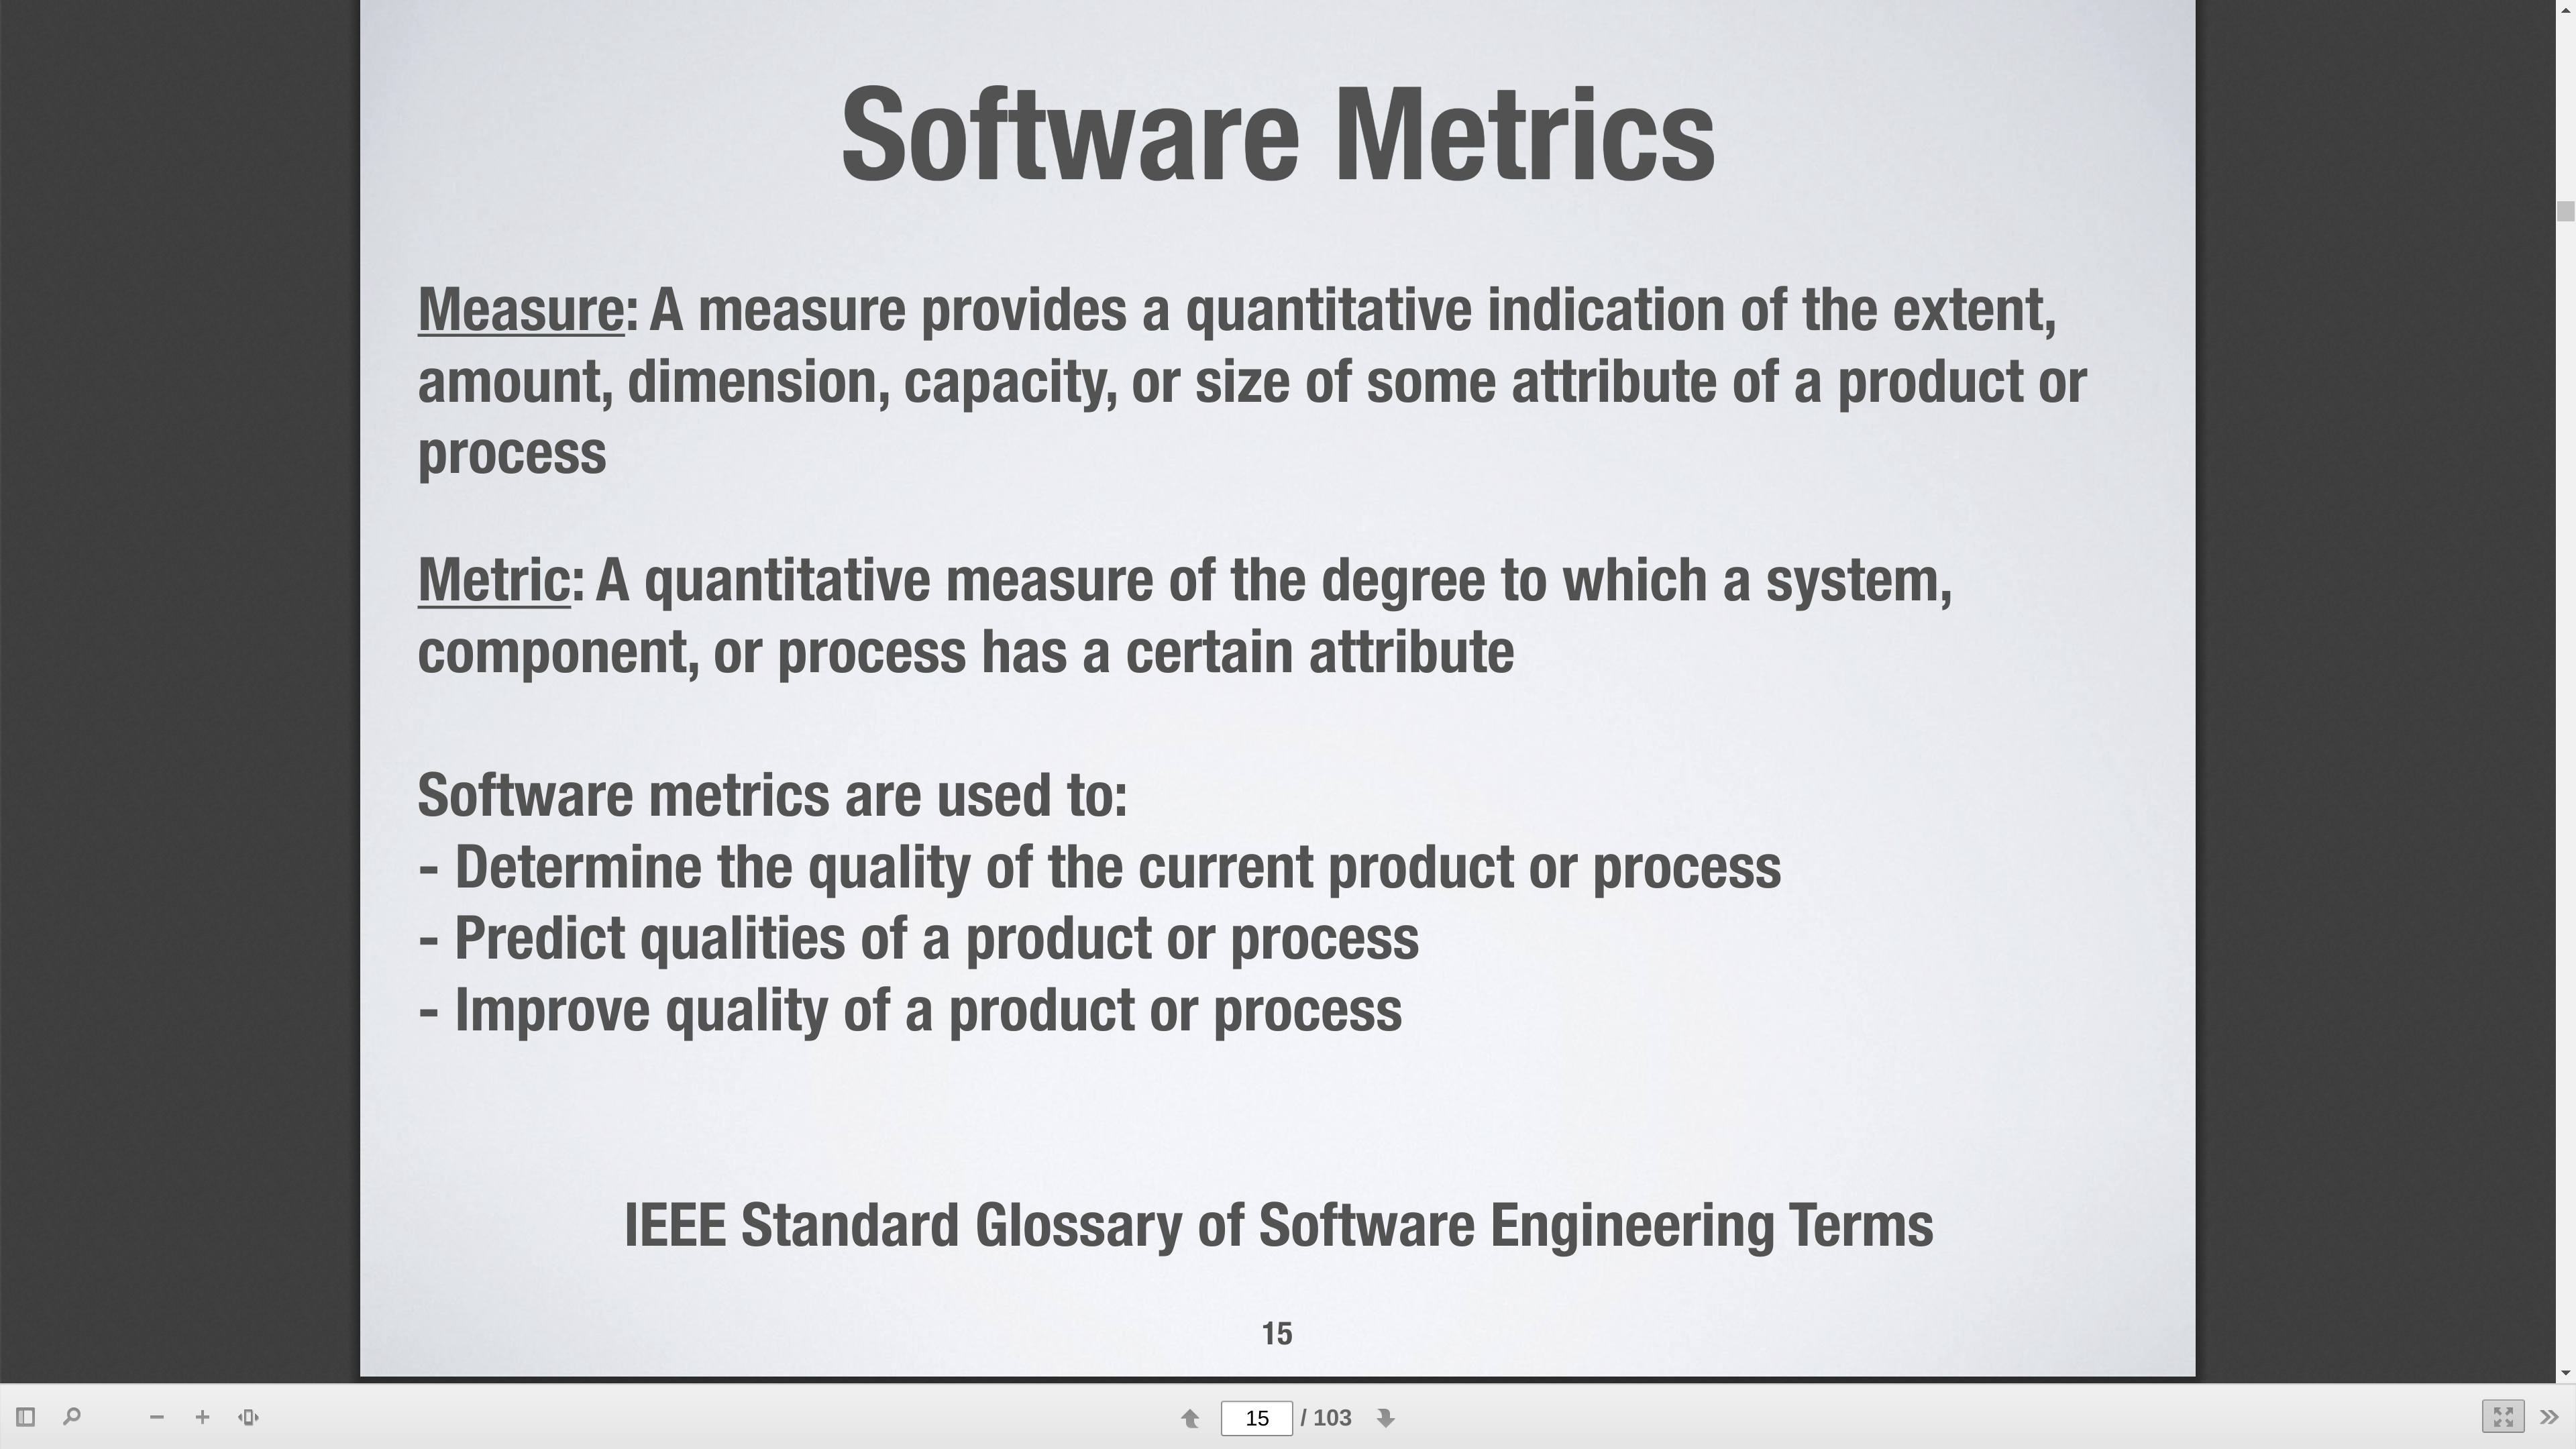 Software Metrics
Measure: A measure provides a quantitative indication of the extent,
amount, dimension, capacity, or size of some attribute of a product or
process
Metric: A quantitative measure of the degree to which a system,
component, or process has a certain attribute
Software metrics are used to:
- Determine the quality of the current product or process
- Predict qualities of a product or process
- Improve quality of a product or process
IEEE Standard Glossary of Software Engineering Terms
15
15 / 103